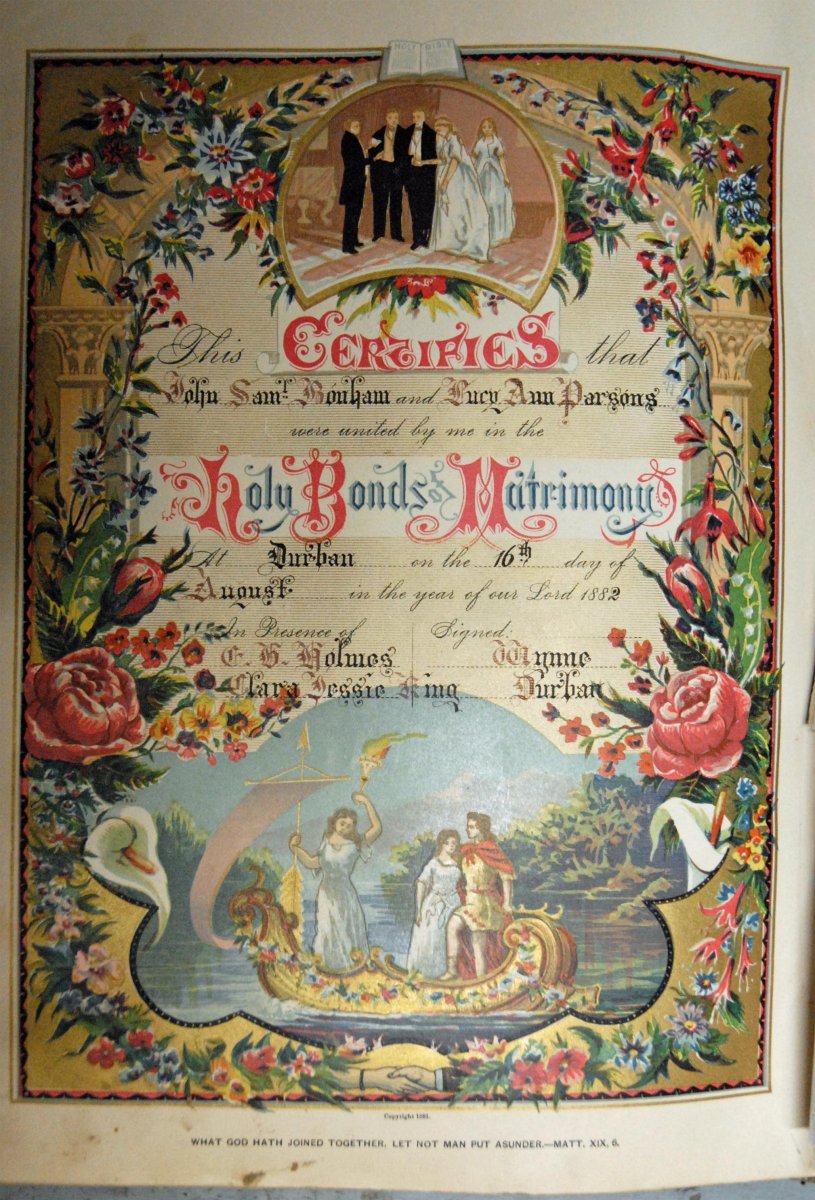 HOLY BIBLE
This CERTIFIES that
John Saml. Bonham and Lucy Ann Parsons
were united by me in the
Holy Bonds of Matrimony
At Durban on the 16th day of
August in the year of our Lord 1882
In Presence of Signed:
Holmes Wynne
Clara Jessie King Durban
Copyright 1881.
WHAT GOD HATH JOINED TOGETHER, LET NOT MAN PUT ASUNDER.—MATT. XIX, 6.